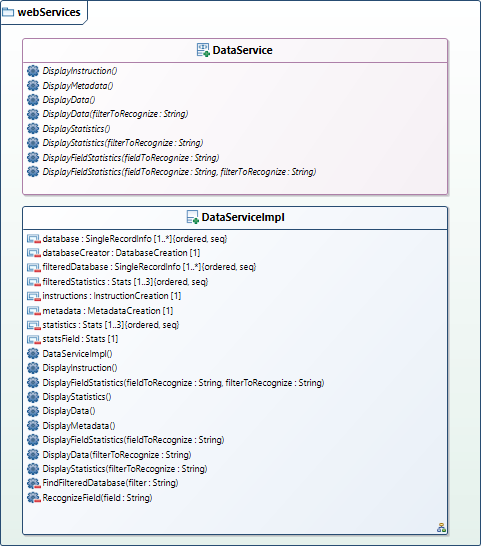 webServices
DataService
DisplayInstruction()
DisplayMetadata()
DisplayData()
DisplayData(filterToRecognize : String)
DisplayStatistics()
DisplayStatistics(filterToRecognize : String)
DisplayFieldStatistics(fieldToRecognize : String)
DisplayFieldStatistics(fieldToRecognize : String, filterToRecognize : String)
DataServiceImpl
database : SingleRecordInfo [1..*]{ordered, seq}
databaseCreator : DatabaseCreation [1]
filteredDatabase : SingleRecordInfo [1..*]{ordered, seq}
filteredStatistics : Stats [1..3]{ordered, seq}
instructions : InstructionCreation [1]
metadata : MetadataCreation [1]
statistics : Stats [1..3]{ordered, seq}
statsField : Stats [1]
DataServiceImpl()
DisplayInstruction()
DisplayFieldStatistics(fieldToRecognize : String, filterToRecognize : String)
DisplayStatistics()
DisplayData()
DisplayMetadata()
DisplayFieldStatistics(fieldToRecognize : String)
DisplayData(filterToRecognize : String)
DisplayStatistics(filterToRecognize : String)
FindFilteredDatabase(filter : String)
RecognizeField(field : String)